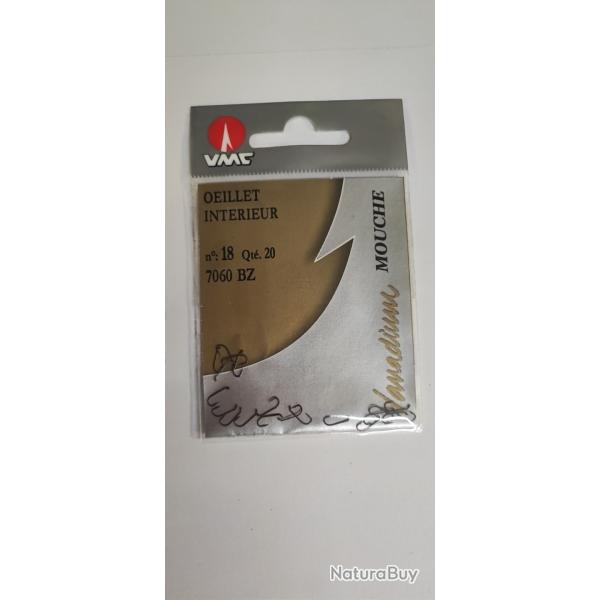 VMC
OEILLET
INTERIEUR
n°: 18 Qté. 20
7060 BZ
Vanadium
MOUCHE
NaturaBuy